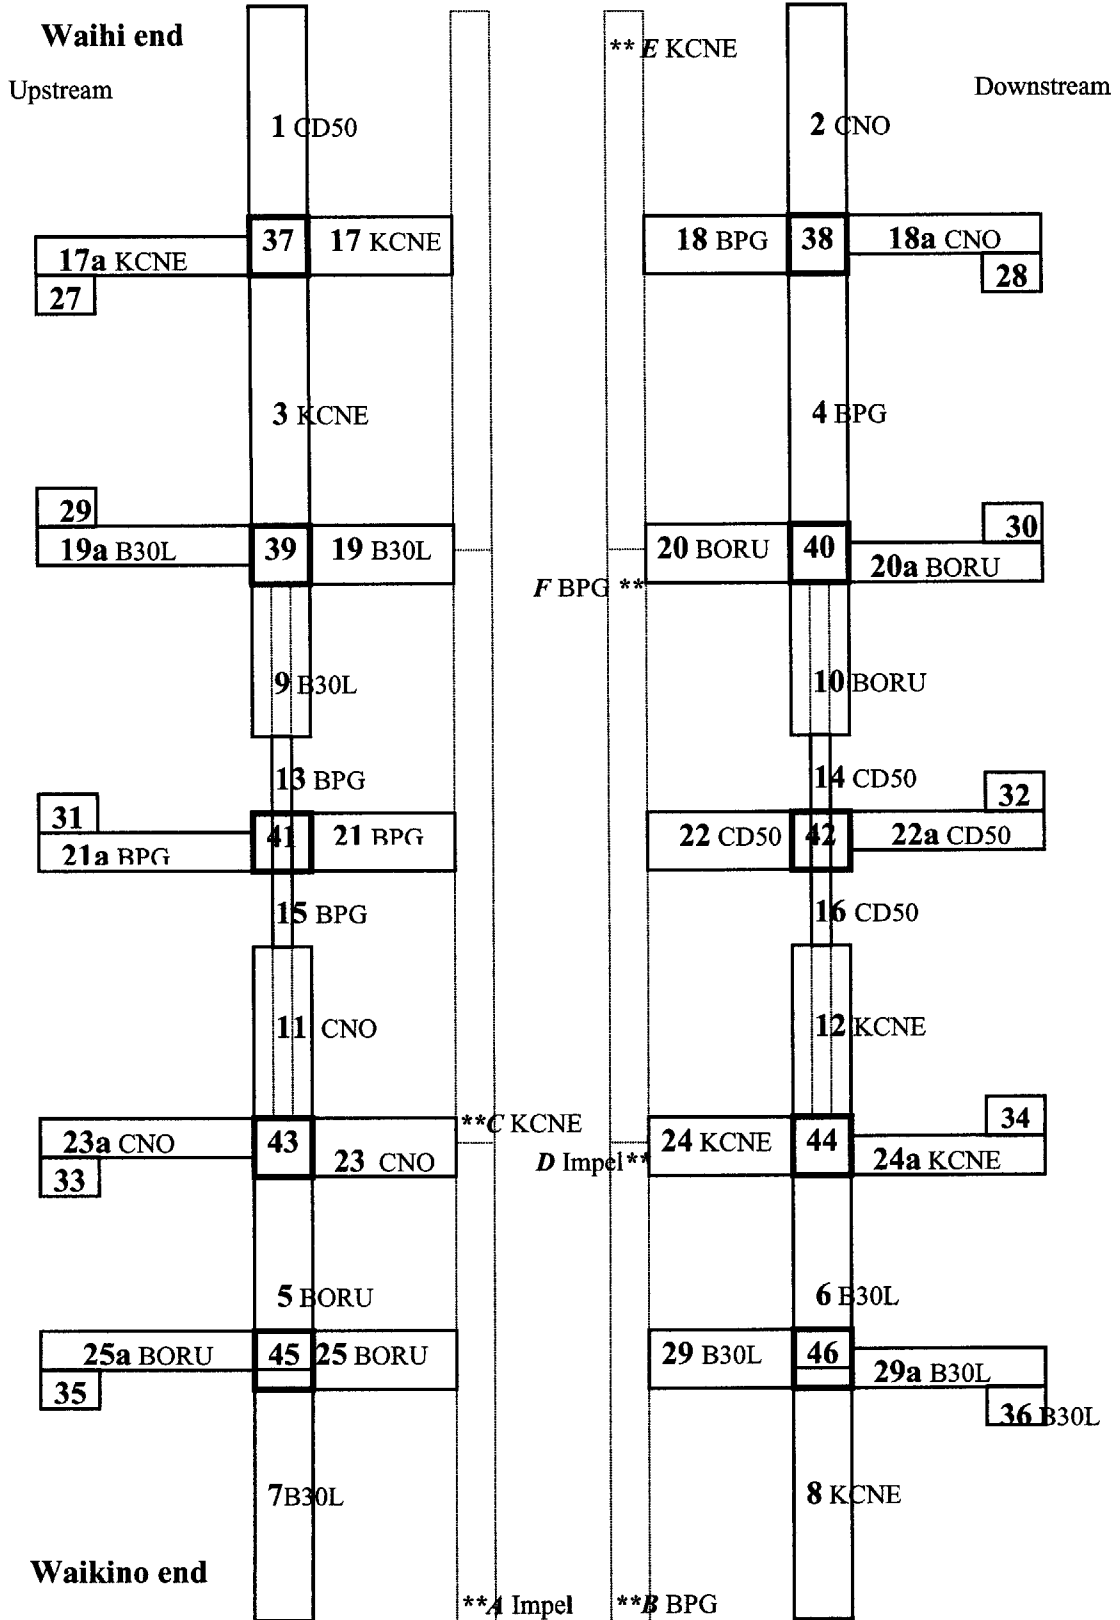 Waihi end
** E KCNE
Upstream
Downstream
1 CD50
2 CNO
37
17 KCNE
18 BPG
38
18a CNO
17a KCNE
27
28
3 KCNE
4 BPG
29
30
19a B30L
39
19 B30L
20 BORU
40
20a BORU
F BPG **
9 B30L
10 BORU
13 BPG
14 CD50
31
32
21a BPG
41
21 BPG
22 CD50
42
22a CD50
15 BPG
16 CD50
11 CNO
12 KCNE
**C KCNE
34
23a CNO
43
23 CNO
D Impel**
24 KCNE
44
24a KCNE
33
5 BORU
6 B30L
25a BORU
45
25 BORU
29 B30L
46
29a B30L
35
36 B30L
7B30L
8 KCNE
Waikino end
**A Impel
**B BPG